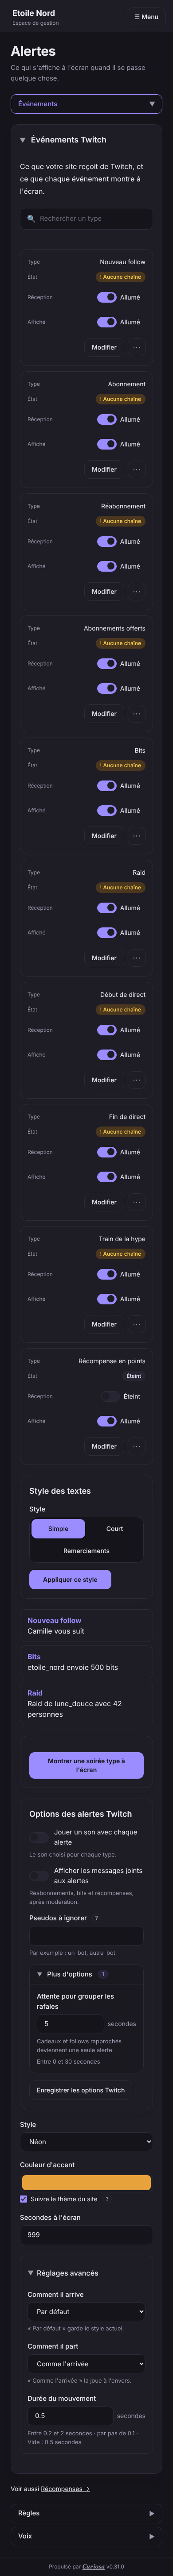 Etoile Nord
Espace de gestion
☰ Menu
Alertes
Ce qui s'affiche à l'écran quand il se passe
quelque chose.
Événements
Événements Twitch
Ce que votre site reçoit de Twitch, et
ce que chaque événement montre à
l'écran.
Rechercher un type
Type Nouveau follow
État ! Aucune chaîne
Réception Allumé
Affiché Allumé
Modifier ⋯
Type Abonnement
État ! Aucune chaîne
Réception Allumé
Affiché Allumé
Modifier ⋯
Type Réabonnement
État ! Aucune chaîne
Réception Allumé
Affiché Allumé
Modifier ⋯
Type Abonnements offerts
État ! Aucune chaîne
Réception Allumé
Affiché Allumé
Modifier ⋯
Type Bits
État ! Aucune chaîne
Réception Allumé
Affiché Allumé
Modifier ⋯
Type Raid
État ! Aucune chaîne
Réception Allumé
Affiché Allumé
Modifier ⋯
Type Début de direct
État ! Aucune chaîne
Réception Allumé
Affiché Allumé
Modifier ⋯
Type Fin de direct
État ! Aucune chaîne
Réception Allumé
Affiché Allumé
Modifier ⋯
Type Train de la hype
État ! Aucune chaîne
Réception Allumé
Affiché Allumé
Modifier ⋯
Type Récompense en points
État Éteint
Réception Éteint
Affiché Allumé
Modifier ⋯
Style des textes
Style
Simple Court
Remerciements
Appliquer ce style
Nouveau follow
Camille vous suit
Bits
etoile_nord envoie 500 bits
Raid
Raid de lune_douce avec 42
personnes
Montrer une soirée type à
l'écran
Options des alertes Twitch
Jouer un son avec chaque
alerte
Le son choisi pour chaque type.
Afficher les messages joints
aux alertes
Réabonnements, bits et récompenses,
après modération.
Pseudos à ignorer ?
Par exemple : un_bot, autre_bot
Plus d'options 1
Attente pour grouper les
rafales
5 secondes
Cadeaux et follows rapprochés
deviennent une seule alerte.
Entre 0 et 30 secondes
Enregistrer les options Twitch
Style
Néon
Couleur d'accent
Suivre le thème du site ?
Secondes à l'écran
999
Réglages avancés
Comment il arrive
Par défaut
« Par défaut » garde le style actuel.
Comment il part
Comme l'arrivée
« Comme l'arrivée » la joue à l'envers.
Durée du mouvement
0.5 secondes
Entre 0.2 et 2 secondes · par pas de 0.1 ·
Vide : 0.5 secondes
Voir aussi Récompenses →
Règles
Voix
Propulsé par Curiosa v0.31.0